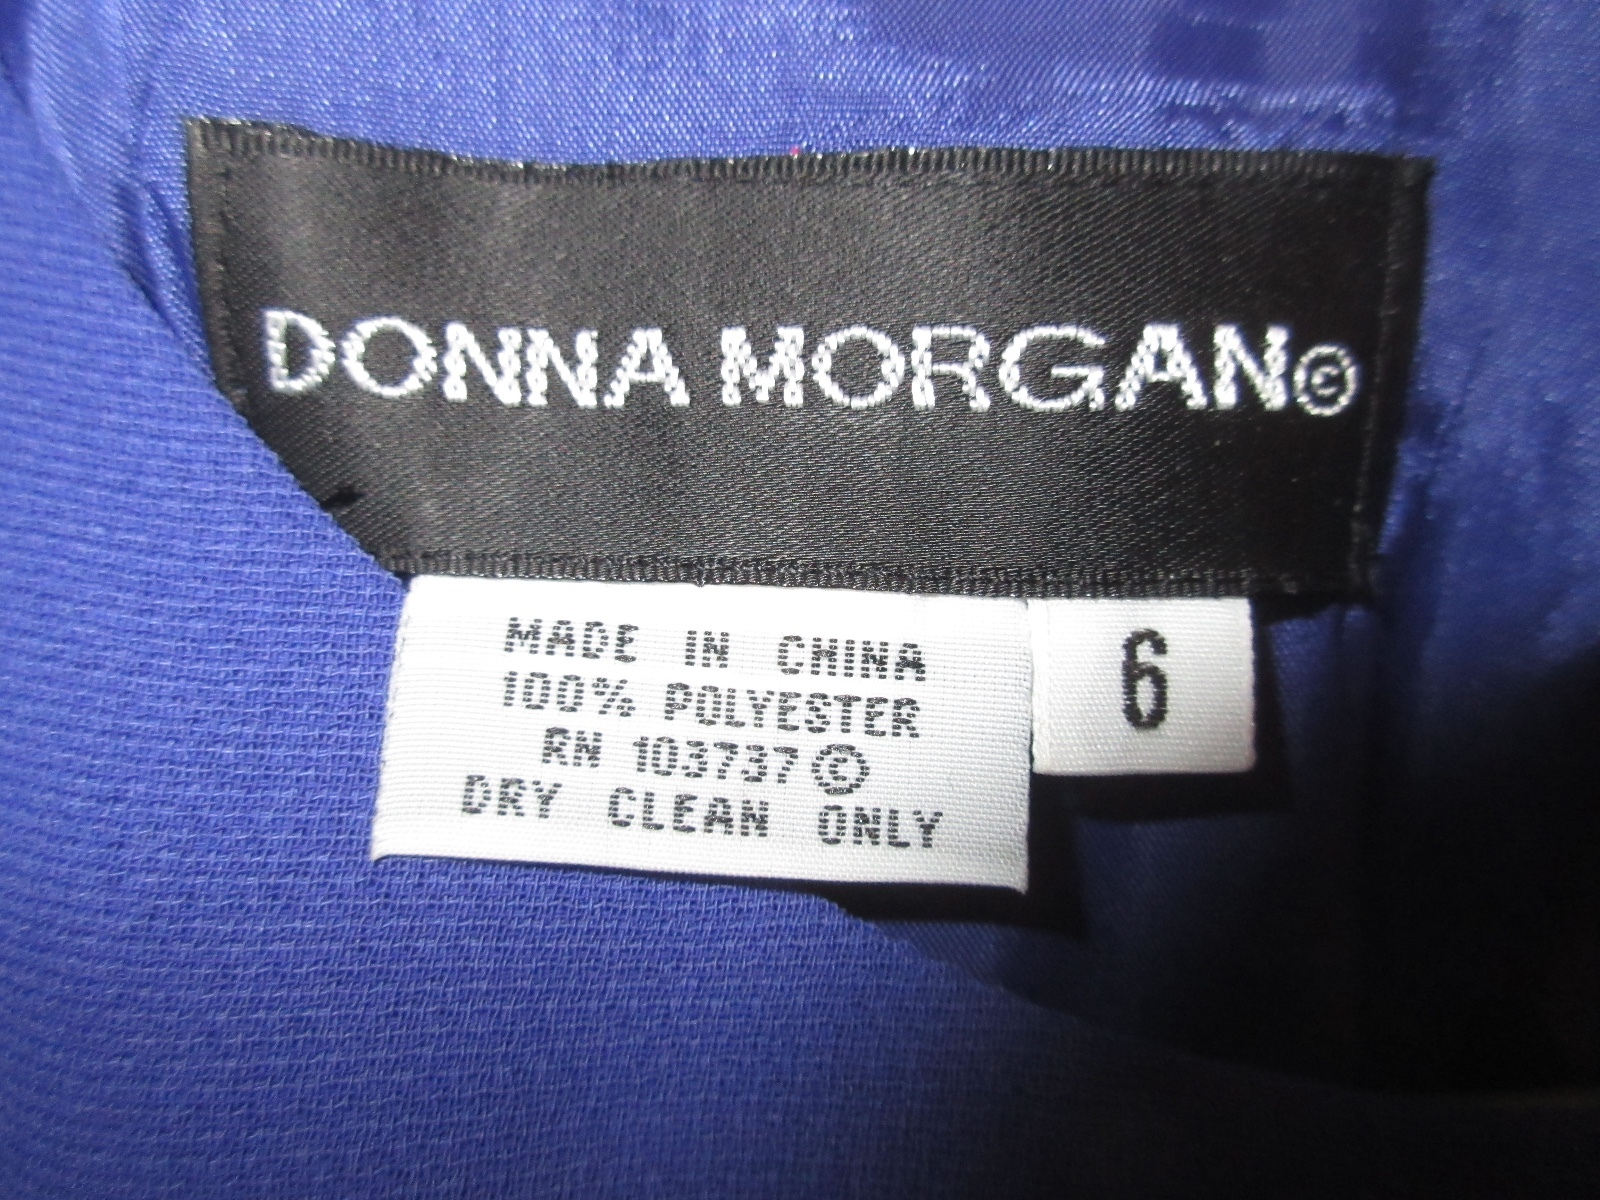 DONNA MORGAN©
MADE IN CHINA
100% POLYESTER
RN 103737©
DRY CLEAN ONLY
6